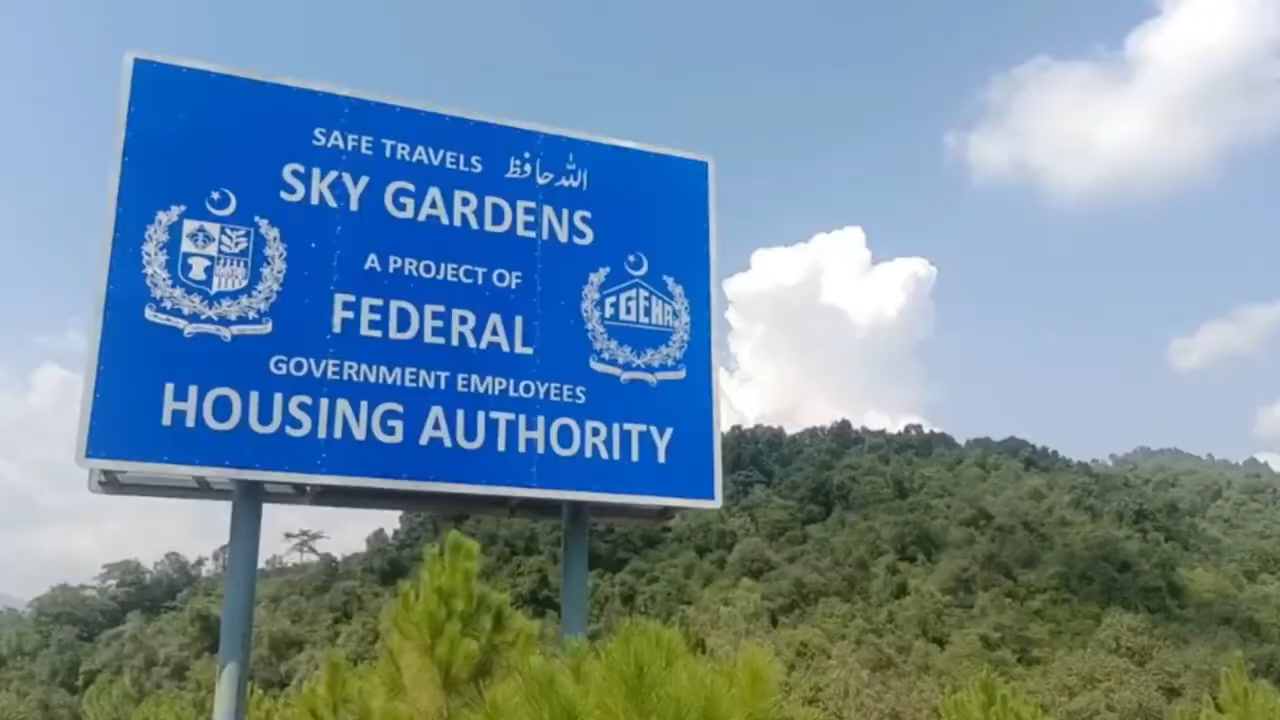 SAFE TRAVELS اللہ حافظ
SKY GARDENS
A PROJECT OF
FEDERAL
GOVERNMENT EMPLOYEES
HOUSING AUTHORITY
FGEHA